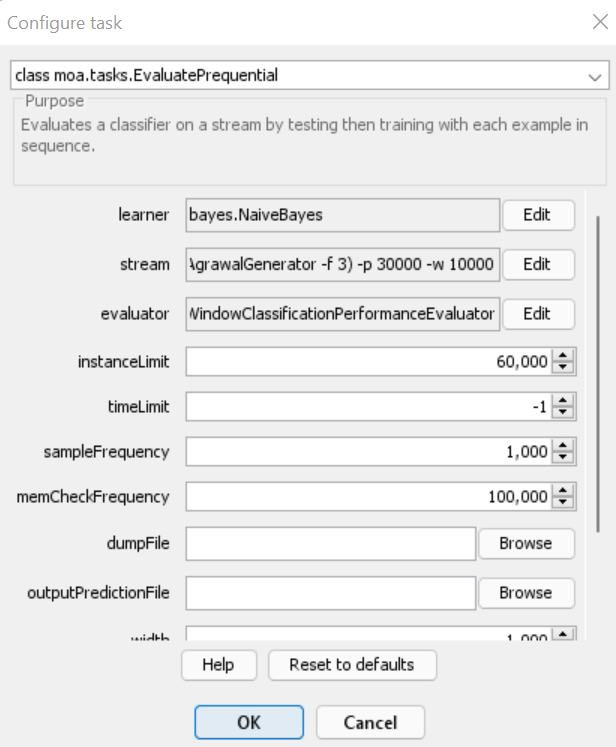 Configure task
class moa.tasks.EvaluatePrequential
Purpose
Evaluates a classifier on a stream by testing then training with each example in
sequence.
learner bayes.NaiveBayes Edit
stream AgrawalGenerator -f 3) -p 30000 -w 10000 Edit
evaluator WindowClassificationPerformanceEvaluator Edit
instanceLimit 60,000
timeLimit -1
sampleFrequency 1,000
memCheckFrequency 100,000
dumpFile Browse
outputPredictionFile Browse
width 1,000
Help Reset to defaults
OK Cancel